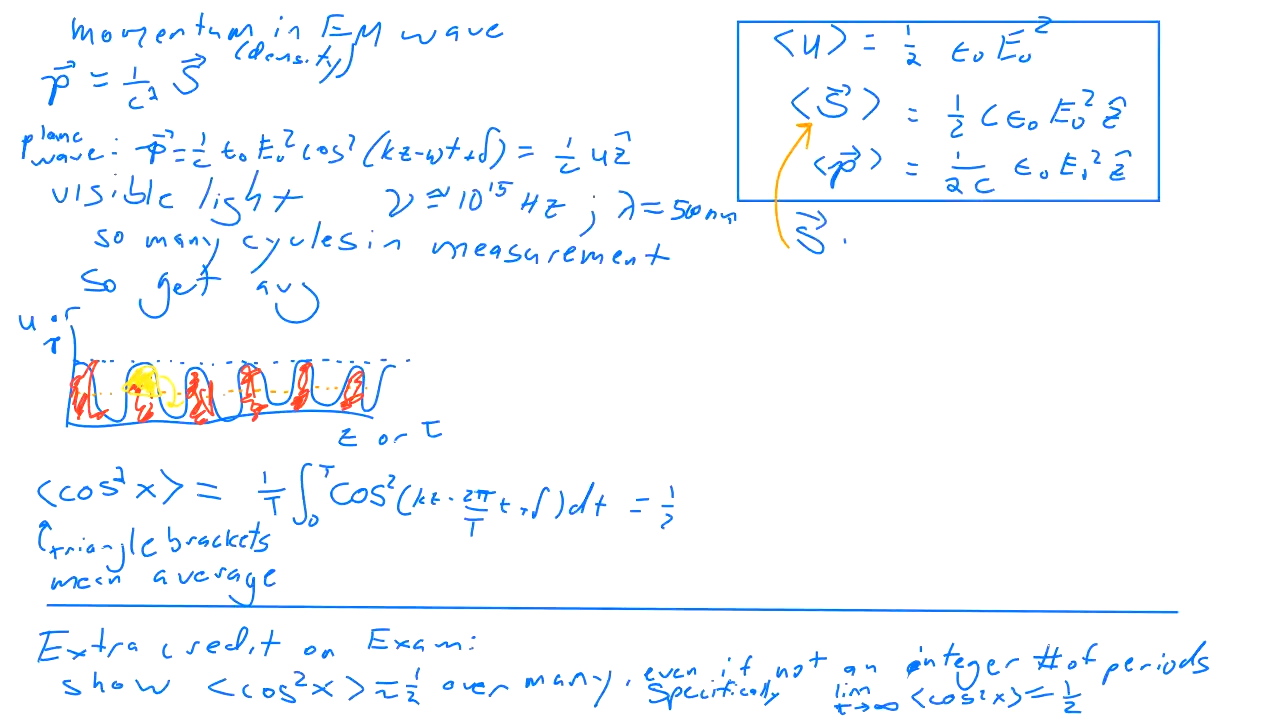 momentum in EM wave
(density)
p⃗ = 1/c² S⃗
plane wave: p⃗ = 1/c ε₀ E₀² cos² (kz-ωt+δ) = 1/c u ẑ
visible light ν ≅ 10¹⁵ Hz ; λ = 500 nm
so many cycles in measurement
so get avg
u or
z or t
<cos² x> = 1/T ∫₀ᵀ cos² (kz - 2π/T t + δ) dt = 1/2
triangle brackets
mean average
<u> = 1/2 ε₀ E₀²
<S⃗> = 1/2 c ε₀ E₀² ẑ
<p⃗> = 1/2c ε₀ E₀² ẑ
S⃗ .
Extra credit on Exam:
show <cos² x> ≈ 1/2 over many, even if not an integer # of periods
specifically lim t→∞ <cos² x> = 1/2